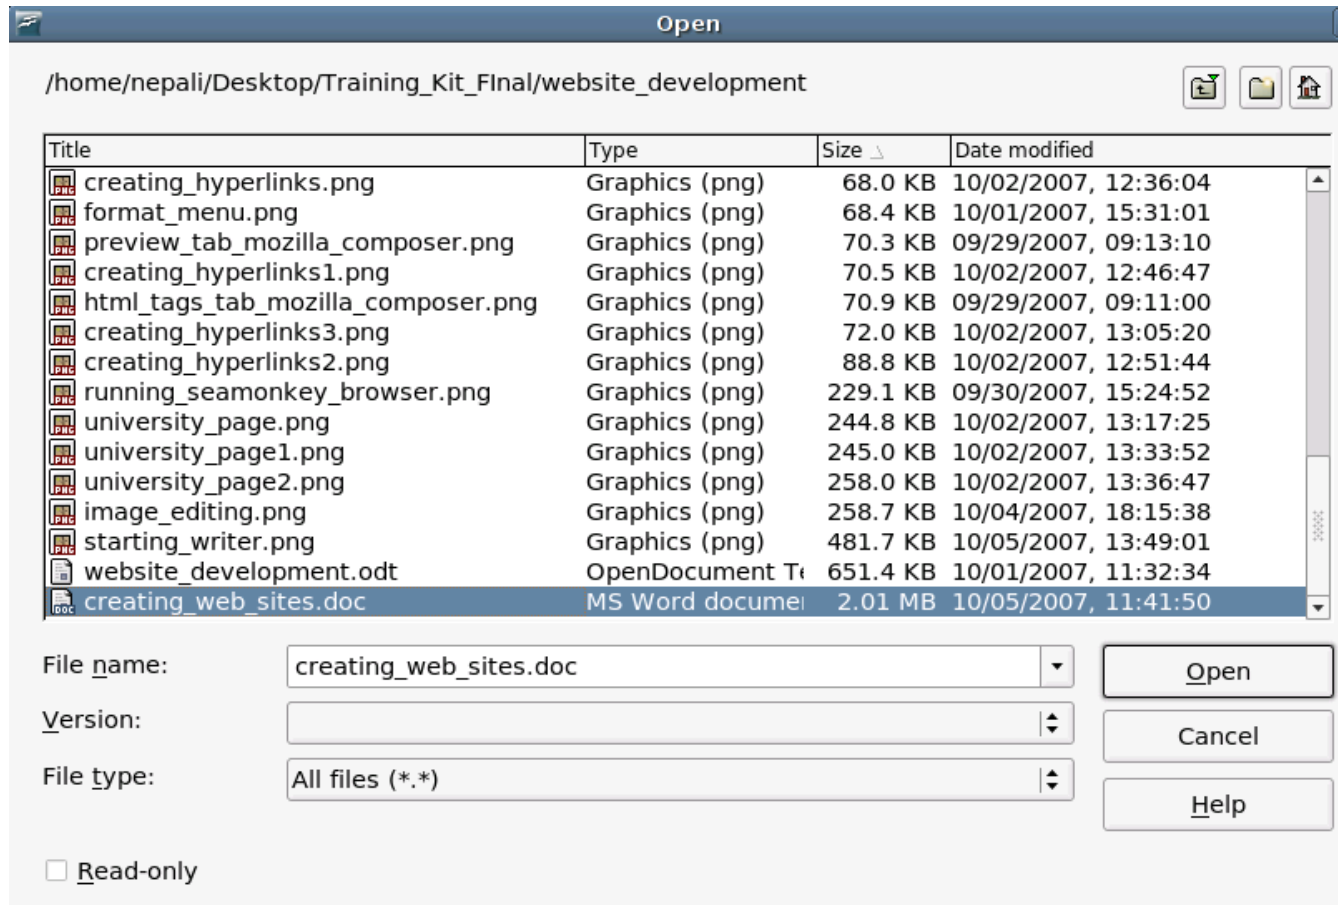 Open
/home/nepali/Desktop/Training_Kit_FInal/website_development
Title Type Size Date modified
creating_hyperlinks.png Graphics (png) 68.0 KB 10/02/2007, 12:36:04
format_menu.png Graphics (png) 68.4 KB 10/01/2007, 15:31:01
preview_tab_mozilla_composer.png Graphics (png) 70.3 KB 09/29/2007, 09:13:10
creating_hyperlinks1.png Graphics (png) 70.5 KB 10/02/2007, 12:46:47
html_tags_tab_mozilla_composer.png Graphics (png) 70.9 KB 09/29/2007, 09:11:00
creating_hyperlinks3.png Graphics (png) 72.0 KB 10/02/2007, 13:05:20
creating_hyperlinks2.png Graphics (png) 88.8 KB 10/02/2007, 12:51:44
running_seamonkey_browser.png Graphics (png) 229.1 KB 09/30/2007, 15:24:52
university_page.png Graphics (png) 244.8 KB 10/02/2007, 13:17:25
university_page1.png Graphics (png) 245.0 KB 10/02/2007, 13:33:52
university_page2.png Graphics (png) 258.0 KB 10/02/2007, 13:36:47
image_editing.png Graphics (png) 258.7 KB 10/04/2007, 18:15:38
starting_writer.png Graphics (png) 481.7 KB 10/05/2007, 13:49:01
website_development.odt OpenDocument Te 651.4 KB 10/01/2007, 11:32:34
creating_web_sites.doc MS Word documen 2.01 MB 10/05/2007, 11:41:50
File name: creating_web_sites.doc Open
Version: Cancel
File type: All files (*.*) Help
Read-only